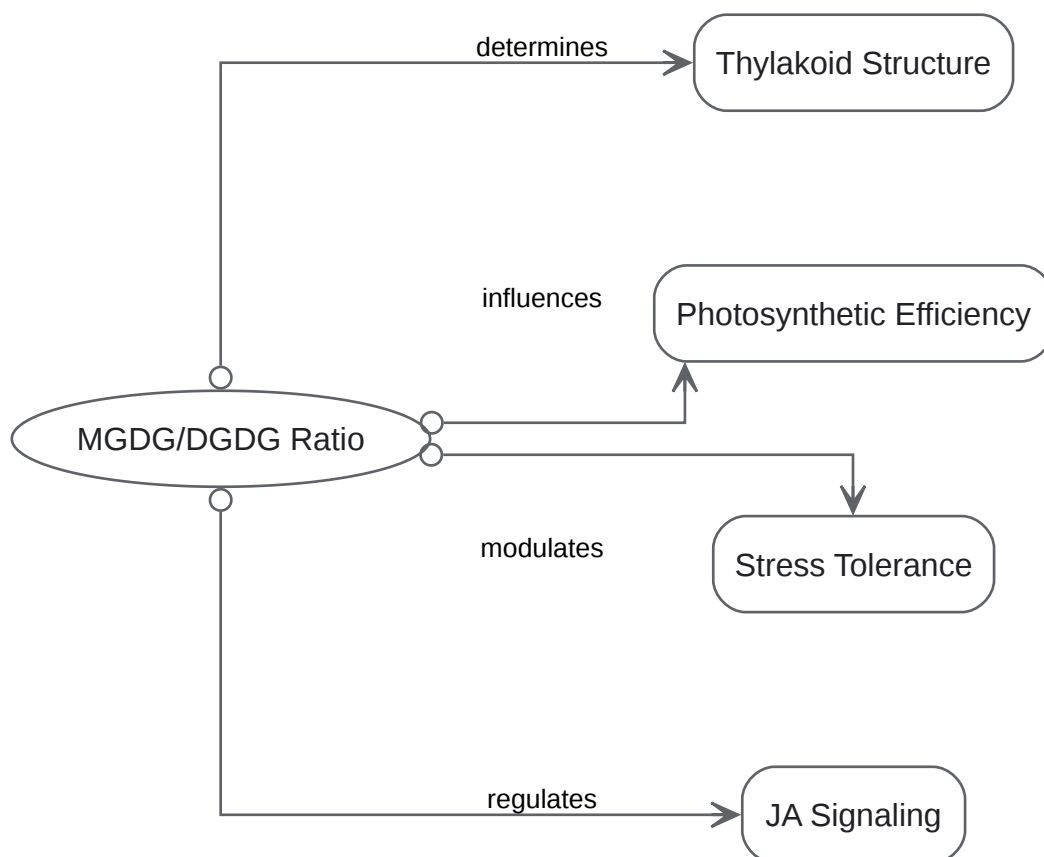 determines
Thylakoid Structure
influences
Photosynthetic Efficiency
MGDG/DGDG Ratio
modulates
Stress Tolerance
regulates
JA Signaling